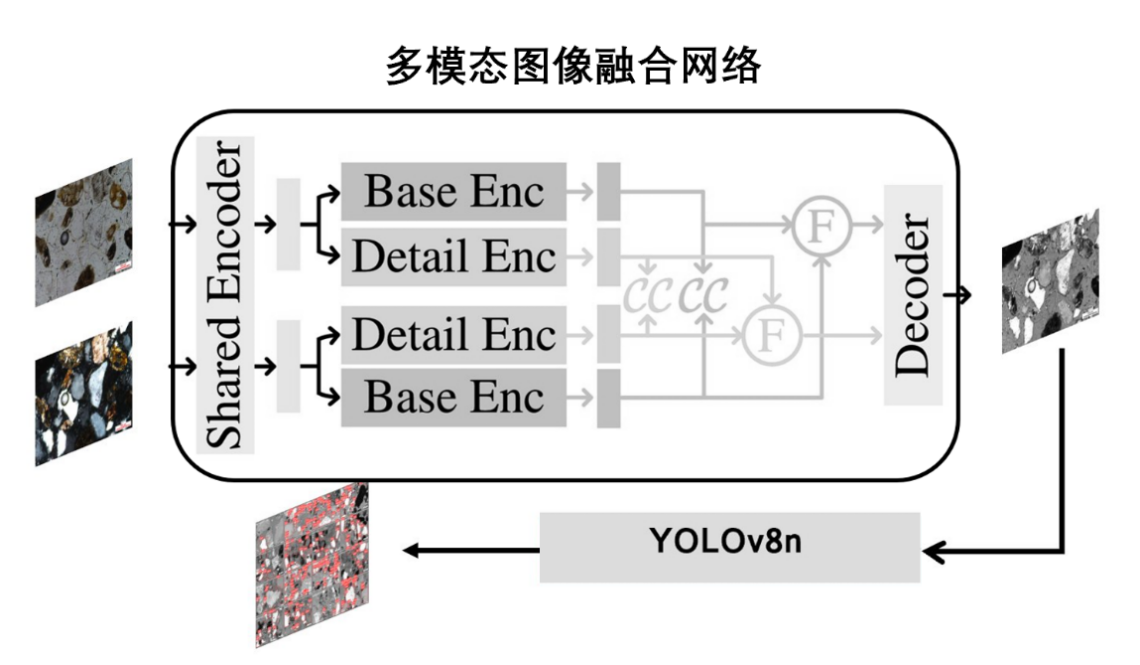 多模态图像融合网络
Shared Encoder
Base Enc
Detail Enc
Detail Enc
Base Enc
CC
CC
F
F
Decoder
YOLOv8n